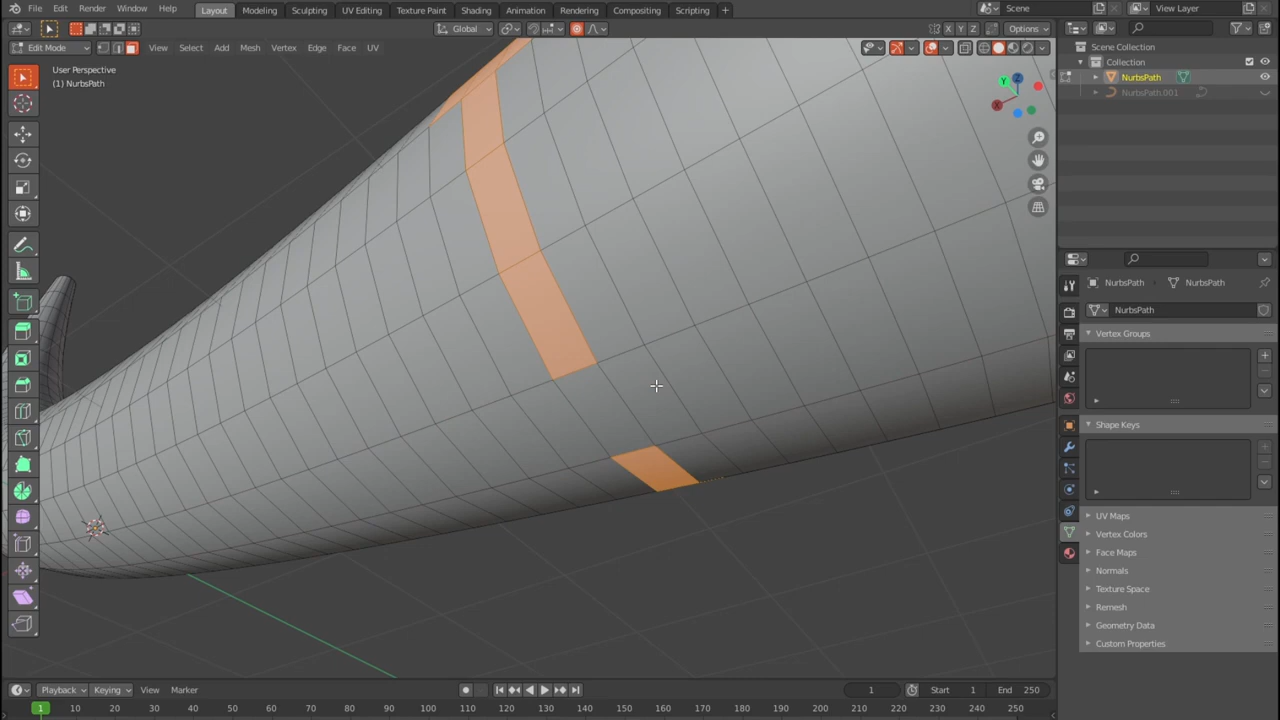 File Edit Render Window Help Layout Modeling Sculpting UV Editing Texture Paint Shading Animation Rendering Compositing Scripting + Scene View Layer
Edit Mode View Select Add Mesh Vertex Edge Face UV Global X Y Z Options
User Perspective
(1) NurbsPath
Scene Collection
Collection
NurbsPath
NurbsPath.001
Y Z X
NurbsPath NurbsPath
NurbsPath
Vertex Groups
Shape Keys
UV Maps
Vertex Colors
Face Maps
Normals
Texture Space
Remesh
Geometry Data
Custom Properties
Playback Keying View Marker 1 Start 1 End 250
1 10 20 30 40 50 60 70 80 90 100 110 120 130 140 150 160 170 180 190 200 210 220 230 240 250